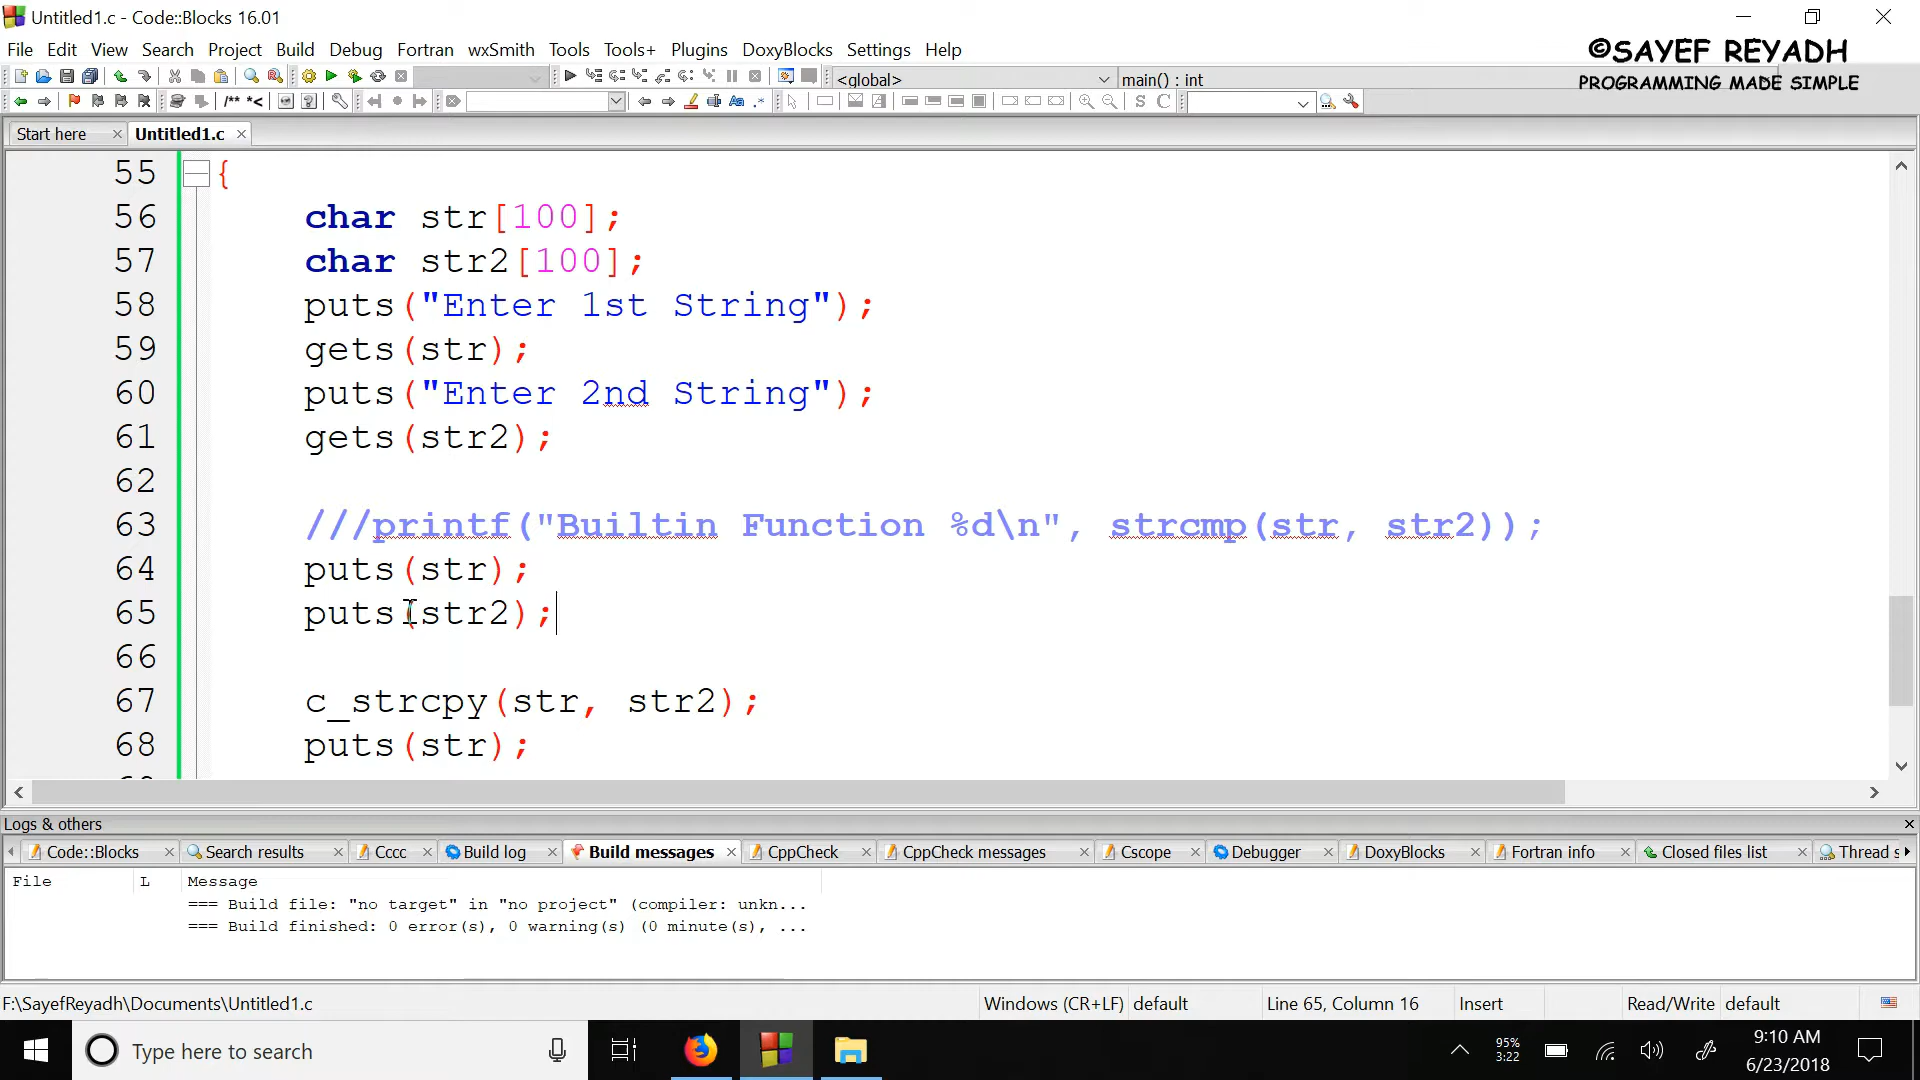 Untitled1.c - Code::Blocks 16.01
File Edit View Search Project Build Debug Fortran wxSmith Tools Tools+ Plugins DoxyBlocks Settings Help
©SAYEF REYADH
PROGRAMMING MADE SIMPLE
<global> main() : int
/** *<
S C
Start here Untitled1.c
55 {
56 char str[100];
57 char str2[100];
58 puts("Enter 1st String");
59 gets(str);
60 puts("Enter 2nd String");
61 gets(str2);
62
63 ///printf("Builtin Function %d\n", strcmp(str, str2));
64 puts(str);
65 puts(str2);
66
67 c_strcpy(str, str2);
68 puts(str);
Logs & others
Code::Blocks Search results Cccc Build log Build messages CppCheck CppCheck messages Cscope Debugger DoxyBlocks Fortran info Closed files list Thread s
File L Message
=== Build file: "no target" in "no project" (compiler: unkn...
=== Build finished: 0 error(s), 0 warning(s) (0 minute(s), ...
F:\SayefReyadh\Documents\Untitled1.c Windows (CR+LF) default Line 65, Column 16 Insert Read/Write default
Type here to search
95%
3:22
9:10 AM
6/23/2018